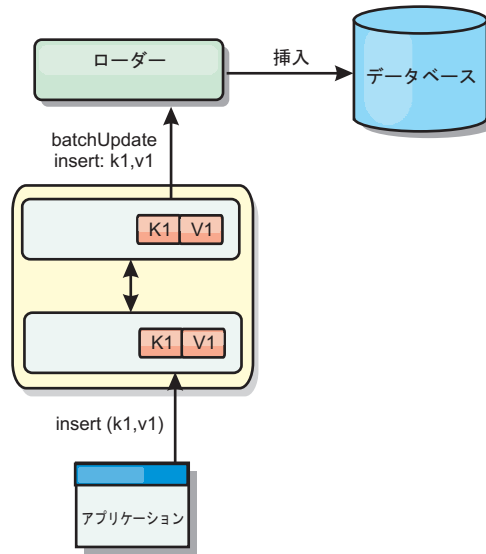 ローダー
挿入
データベース
batchUpdate
insert: k1,v1
K1 V1
K1 V1
insert (k1,v1)
アプリケーション